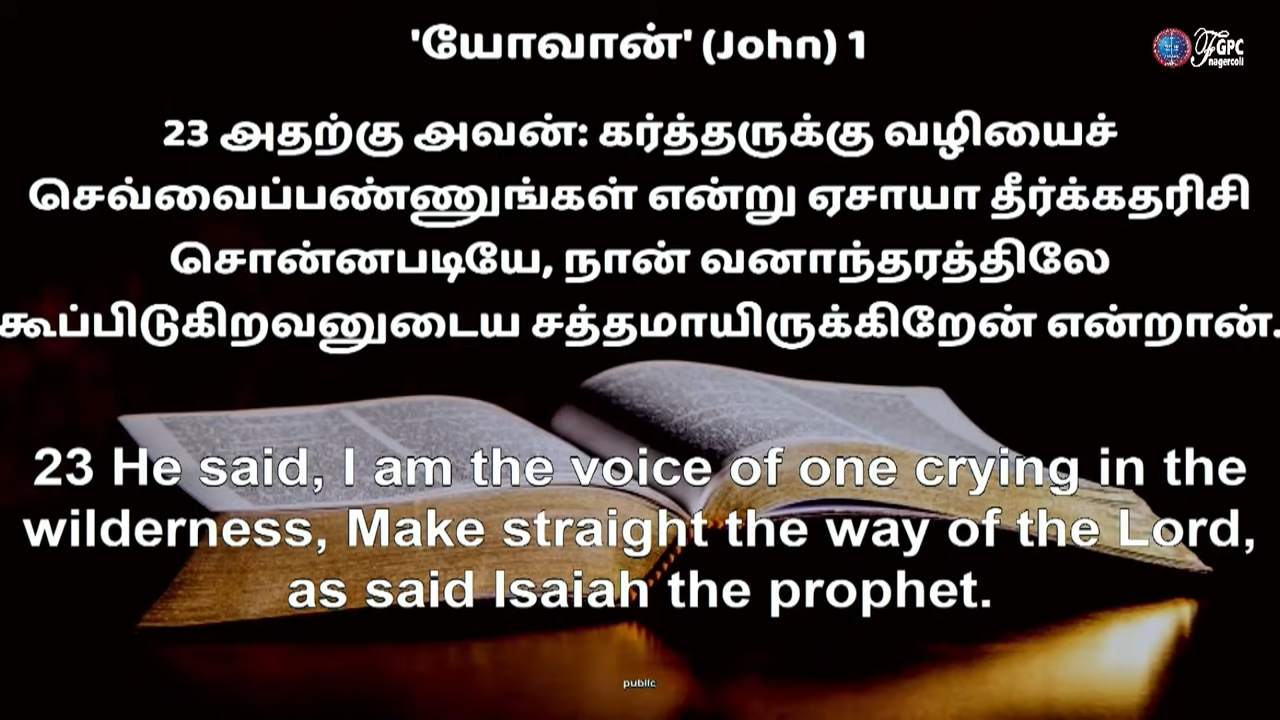 'யோவான்' (John) 1
FGPC
nagercoil
23 அதற்கு அவன்: கர்த்தருக்கு வழியைச்
செவ்வைப்பண்ணுங்கள் என்று ஏசாயா தீர்க்கதரிசி
சொன்னபடியே, நான் வனாந்தரத்திலே
கூப்பிடுகிறவனுடைய சத்தமாயிருக்கிறேன் என்றான்.
23 He said, I am the voice of one crying in the
wilderness, Make straight the way of the Lord,
as said Isaiah the prophet.
public